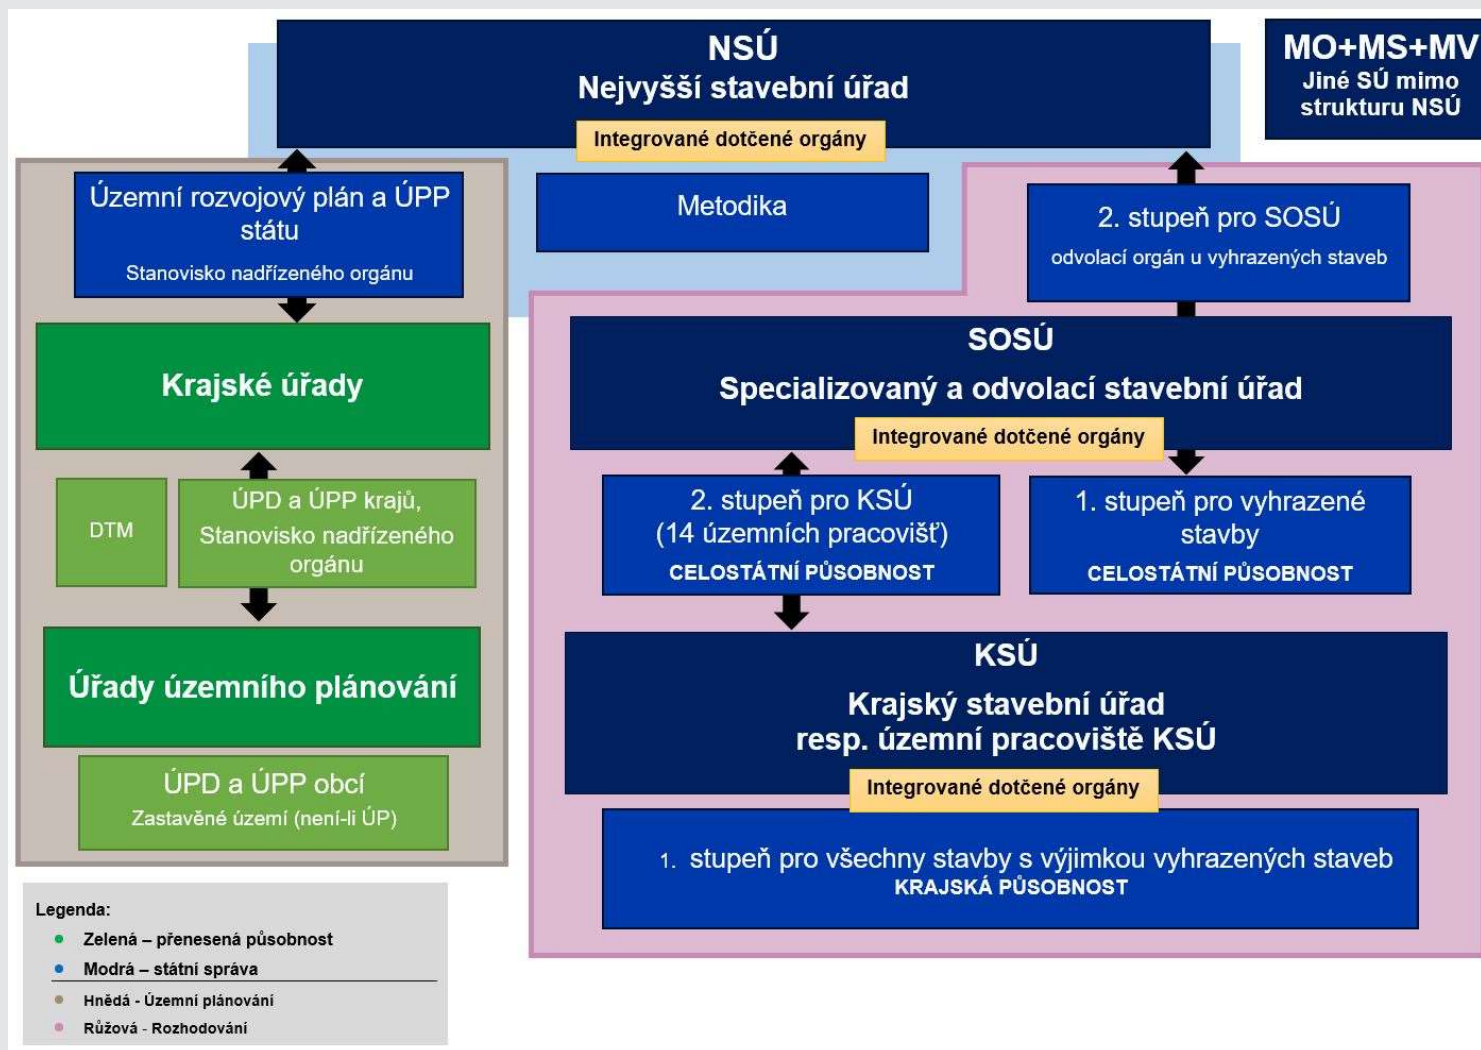 NSÚ
Nejvyšší stavební úřad
Integrované dotčené orgány
MO+MS+MV
Jiné SÚ mimo
strukturu NSÚ
Územní rozvojový plán a ÚPP
státu
Stanovisko nadřízeného orgánu
Metodika
2. stupeň pro SOSÚ
odvolací orgán u vyhrazených staveb
Krajské úřady
SOSÚ
Specializovaný a odvolací stavební úřad
Integrované dotčené orgány
DTM
ÚPD a ÚPP krajů,
Stanovisko nadřízeného
orgánu
2. stupeň pro KSÚ
(14 územních pracovišť)
CELOSTÁTNÍ PŮSOBNOST
1. stupeň pro vyhrazené
stavby
CELOSTÁTNÍ PŮSOBNOST
Úřady územního plánování
KSÚ
Krajský stavební úřad
resp. územní pracoviště KSÚ
Integrované dotčené orgány
ÚPD a ÚPP obcí
Zastavěné území (není-li ÚP)
1. stupeň pro všechny stavby s výjimkou vyhrazených staveb
KRAJSKÁ PŮSOBNOST
Legenda:
Zelená – přenesená působnost
Modrá – státní správa
Hnědá - Územní plánování
Růžová - Rozhodování